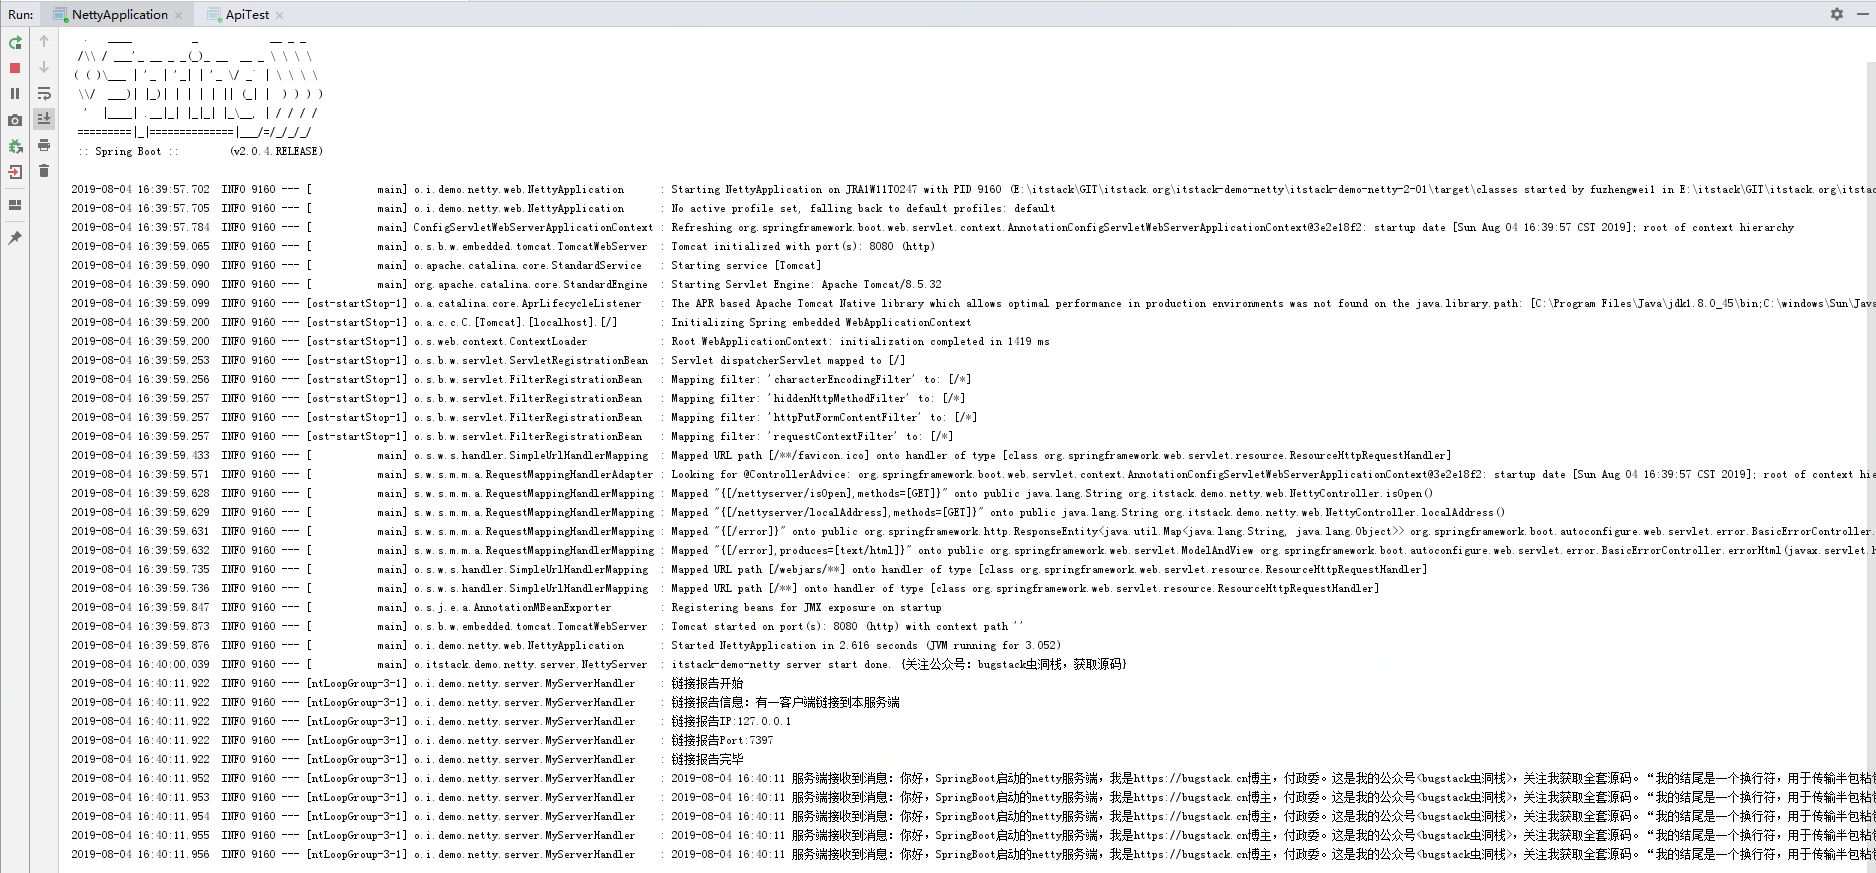 Run: NettyApplication × ApiTest ×
  .   ____          _            __ _ _
 /\\ / ___'_ __ _ _(_)_ __  __ _ \ \ \ \
( ( )\___ | '_ | '_| | '_ \/ _` | \ \ \ \
 \\/  ___)| |_)| | | | | || (_| |  ) ) ) )
  '  |____| .__|_| |_|_| |_\__, | / / / /
 =========|_|==============|___/=/_/_/_/
 :: Spring Boot ::        (v2.0.4.RELEASE)
2019-08-04 16:39:57.702  INFO 9160 --- [           main] o.i.demo.netty.web.NettyApplication      : Starting NettyApplication on JRA1W11T0247 with PID 9160 (E:\itstack\GIT\itstack.org\itstack-demo-netty\itstack-demo-netty-2-01\target\classes started by fuzhengwei1 in E:\itstack\GIT\itstack.org\itsta
2019-08-04 16:39:57.705  INFO 9160 --- [           main] o.i.demo.netty.web.NettyApplication      : No active profile set, falling back to default profiles: default
2019-08-04 16:39:57.784  INFO 9160 --- [           main] ConfigServletWebServerApplicationContext : Refreshing org.springframework.boot.web.servlet.context.AnnotationConfigServletWebServerApplicationContext@3e2e18f2: startup date [Sun Aug 04 16:39:57 CST 2019]; root of context hierarchy
2019-08-04 16:39:59.065  INFO 9160 --- [           main] o.s.b.w.embedded.tomcat.TomcatWebServer  : Tomcat initialized with port(s): 8080 (http)
2019-08-04 16:39:59.090  INFO 9160 --- [           main] o.apache.catalina.core.StandardService   : Starting service [Tomcat]
2019-08-04 16:39:59.090  INFO 9160 --- [           main] org.apache.catalina.core.StandardEngine  : Starting Servlet Engine: Apache Tomcat/8.5.32
2019-08-04 16:39:59.099  INFO 9160 --- [ost-startStop-1] o.a.catalina.core.AprLifecycleListener   : The APR based Apache Tomcat Native library which allows optimal performance in production environments was not found on the java.library.path: [C:\Program Files\Java\jdk1.8.0_45\bin;C:\windows\Sun\Java
2019-08-04 16:39:59.200  INFO 9160 --- [ost-startStop-1] o.a.c.c.C.[Tomcat].[localhost].[/]       : Initializing Spring embedded WebApplicationContext
2019-08-04 16:39:59.200  INFO 9160 --- [ost-startStop-1] o.s.web.context.ContextLoader            : Root WebApplicationContext: initialization completed in 1419 ms
2019-08-04 16:39:59.253  INFO 9160 --- [ost-startStop-1] o.s.b.w.servlet.ServletRegistrationBean  : Servlet dispatcherServlet mapped to [/]
2019-08-04 16:39:59.256  INFO 9160 --- [ost-startStop-1] o.s.b.w.servlet.FilterRegistrationBean   : Mapping filter: 'characterEncodingFilter' to: [/*]
2019-08-04 16:39:59.257  INFO 9160 --- [ost-startStop-1] o.s.b.w.servlet.FilterRegistrationBean   : Mapping filter: 'hiddenHttpMethodFilter' to: [/*]
2019-08-04 16:39:59.257  INFO 9160 --- [ost-startStop-1] o.s.b.w.servlet.FilterRegistrationBean   : Mapping filter: 'httpPutFormContentFilter' to: [/*]
2019-08-04 16:39:59.257  INFO 9160 --- [ost-startStop-1] o.s.b.w.servlet.FilterRegistrationBean   : Mapping filter: 'requestContextFilter' to: [/*]
2019-08-04 16:39:59.433  INFO 9160 --- [           main] o.s.w.s.handler.SimpleUrlHandlerMapping  : Mapped URL path [/**/favicon.ico] onto handler of type [class org.springframework.web.servlet.resource.ResourceHttpRequestHandler]
2019-08-04 16:39:59.571  INFO 9160 --- [           main] s.w.s.m.m.a.RequestMappingHandlerAdapter : Looking for @ControllerAdvice: org.springframework.boot.web.servlet.context.AnnotationConfigServletWebServerApplicationContext@3e2e18f2: startup date [Sun Aug 04 16:39:57 CST 2019]; root of context hie
2019-08-04 16:39:59.628  INFO 9160 --- [           main] s.w.s.m.m.a.RequestMappingHandlerMapping : Mapped "{[/nettyserver/isOpen],methods=[GET]}" onto public java.lang.String org.itstack.demo.netty.web.NettyController.isOpen()
2019-08-04 16:39:59.629  INFO 9160 --- [           main] s.w.s.m.m.a.RequestMappingHandlerMapping : Mapped "{[/nettyserver/localAddress],methods=[GET]}" onto public java.lang.String org.itstack.demo.netty.web.NettyController.localAddress()
2019-08-04 16:39:59.631  INFO 9160 --- [           main] s.w.s.m.m.a.RequestMappingHandlerMapping : Mapped "{[/error]}" onto public org.springframework.http.ResponseEntity<java.util.Map<java.lang.String, java.lang.Object>> org.springframework.boot.autoconfigure.web.servlet.error.BasicErrorController.
2019-08-04 16:39:59.632  INFO 9160 --- [           main] s.w.s.m.m.a.RequestMappingHandlerMapping : Mapped "{[/error],produces=[text/html]}" onto public org.springframework.web.servlet.ModelAndView org.springframework.boot.autoconfigure.web.servlet.error.BasicErrorController.errorHtml(javax.servlet.h
2019-08-04 16:39:59.735  INFO 9160 --- [           main] o.s.w.s.handler.SimpleUrlHandlerMapping  : Mapped URL path [/webjars/**] onto handler of type [class org.springframework.web.servlet.resource.ResourceHttpRequestHandler]
2019-08-04 16:39:59.736  INFO 9160 --- [           main] o.s.w.s.handler.SimpleUrlHandlerMapping  : Mapped URL path [/**] onto handler of type [class org.springframework.web.servlet.resource.ResourceHttpRequestHandler]
2019-08-04 16:39:59.847  INFO 9160 --- [           main] o.s.j.e.a.AnnotationMBeanExporter        : Registering beans for JMX exposure on startup
2019-08-04 16:39:59.873  INFO 9160 --- [           main] o.s.b.w.embedded.tomcat.TomcatWebServer  : Tomcat started on port(s): 8080 (http) with context path ''
2019-08-04 16:39:59.876  INFO 9160 --- [           main] o.i.demo.netty.web.NettyApplication      : Started NettyApplication in 2.616 seconds (JVM running for 3.052)
2019-08-04 16:40:00.039  INFO 9160 --- [           main] o.itstack.demo.netty.server.NettyServer  : itstack-demo-netty server start done. {关注公众号：bugstack虫洞栈，获取源码}
2019-08-04 16:40:11.922  INFO 9160 --- [ntLoopGroup-3-1] o.i.demo.netty.server.MyServerHandler    : 链接报告开始
2019-08-04 16:40:11.922  INFO 9160 --- [ntLoopGroup-3-1] o.i.demo.netty.server.MyServerHandler    : 链接报告信息：有一客户端链接到本服务端
2019-08-04 16:40:11.922  INFO 9160 --- [ntLoopGroup-3-1] o.i.demo.netty.server.MyServerHandler    : 链接报告IP:127.0.0.1
2019-08-04 16:40:11.922  INFO 9160 --- [ntLoopGroup-3-1] o.i.demo.netty.server.MyServerHandler    : 链接报告Port:7397
2019-08-04 16:40:11.922  INFO 9160 --- [ntLoopGroup-3-1] o.i.demo.netty.server.MyServerHandler    : 链接报告完毕
2019-08-04 16:40:11.952  INFO 9160 --- [ntLoopGroup-3-1] o.i.demo.netty.server.MyServerHandler    : 2019-08-04 16:40:11 服务端接收到消息：你好，SpringBoot启动的netty服务端，我是https://bugstack.cn博主，付政委。这是我的公众号<bugstack虫洞栈>，关注我获取全套源码。“我的结尾是一个换行符，用于传输半包粘
2019-08-04 16:40:11.953  INFO 9160 --- [ntLoopGroup-3-1] o.i.demo.netty.server.MyServerHandler    : 2019-08-04 16:40:11 服务端接收到消息：你好，SpringBoot启动的netty服务端，我是https://bugstack.cn博主，付政委。这是我的公众号<bugstack虫洞栈>，关注我获取全套源码。“我的结尾是一个换行符，用于传输半包粘
2019-08-04 16:40:11.954  INFO 9160 --- [ntLoopGroup-3-1] o.i.demo.netty.server.MyServerHandler    : 2019-08-04 16:40:11 服务端接收到消息：你好，SpringBoot启动的netty服务端，我是https://bugstack.cn博主，付政委。这是我的公众号<bugstack虫洞栈>，关注我获取全套源码。“我的结尾是一个换行符，用于传输半包粘
2019-08-04 16:40:11.955  INFO 9160 --- [ntLoopGroup-3-1] o.i.demo.netty.server.MyServerHandler    : 2019-08-04 16:40:11 服务端接收到消息：你好，SpringBoot启动的netty服务端，我是https://bugstack.cn博主，付政委。这是我的公众号<bugstack虫洞栈>，关注我获取全套源码。“我的结尾是一个换行符，用于传输半包粘
2019-08-04 16:40:11.956  INFO 9160 --- [ntLoopGroup-3-1] o.i.demo.netty.server.MyServerHandler    : 2019-08-04 16:40:11 服务端接收到消息：你好，SpringBoot启动的netty服务端，我是https://bugstack.cn博主，付政委。这是我的公众号<bugstack虫洞栈>，关注我获取全套源码。“我的结尾是一个换行符，用于传输半包粘